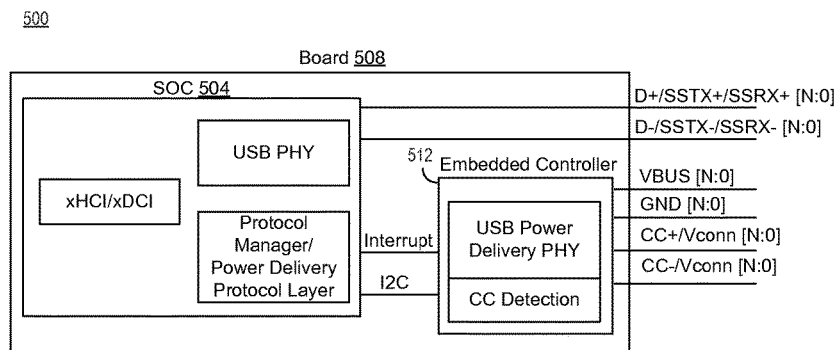 500
Board 508
SOC 504
D+/SSTX+/SSRX+ [N:0]
D-/SSTX-/SSRX- [N:0]
USB PHY
512
Embedded Controller
VBUS [N:0]
xHCI/xDCI
GND [N:0]
Protocol
Manager/
Power Delivery
Protocol Layer
Interrupt
I2C
USB Power
Delivery PHY
CC Detection
CC+/Vconn [N:0]
CC-/Vconn [N:0]